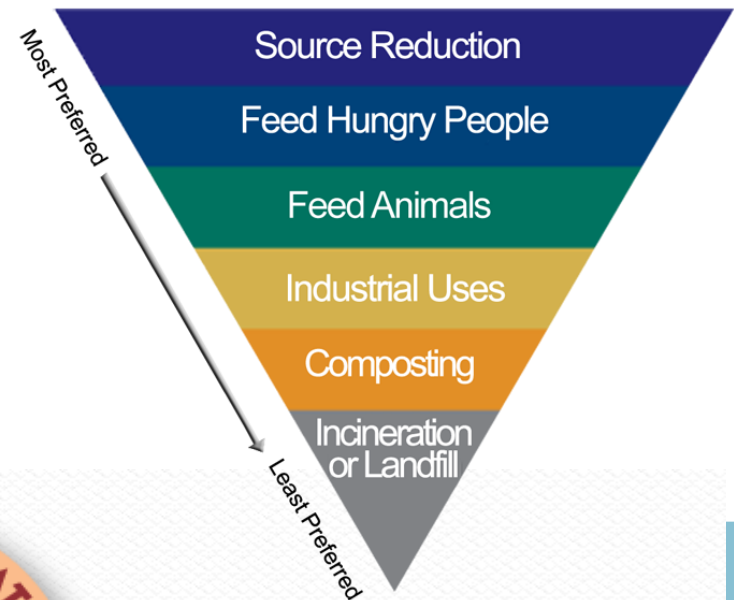 Most Preferred
Source Reduction
Feed Hungry People
Feed Animals
Industrial Uses
Composting
Incineration
or Landfill
Least Preferred